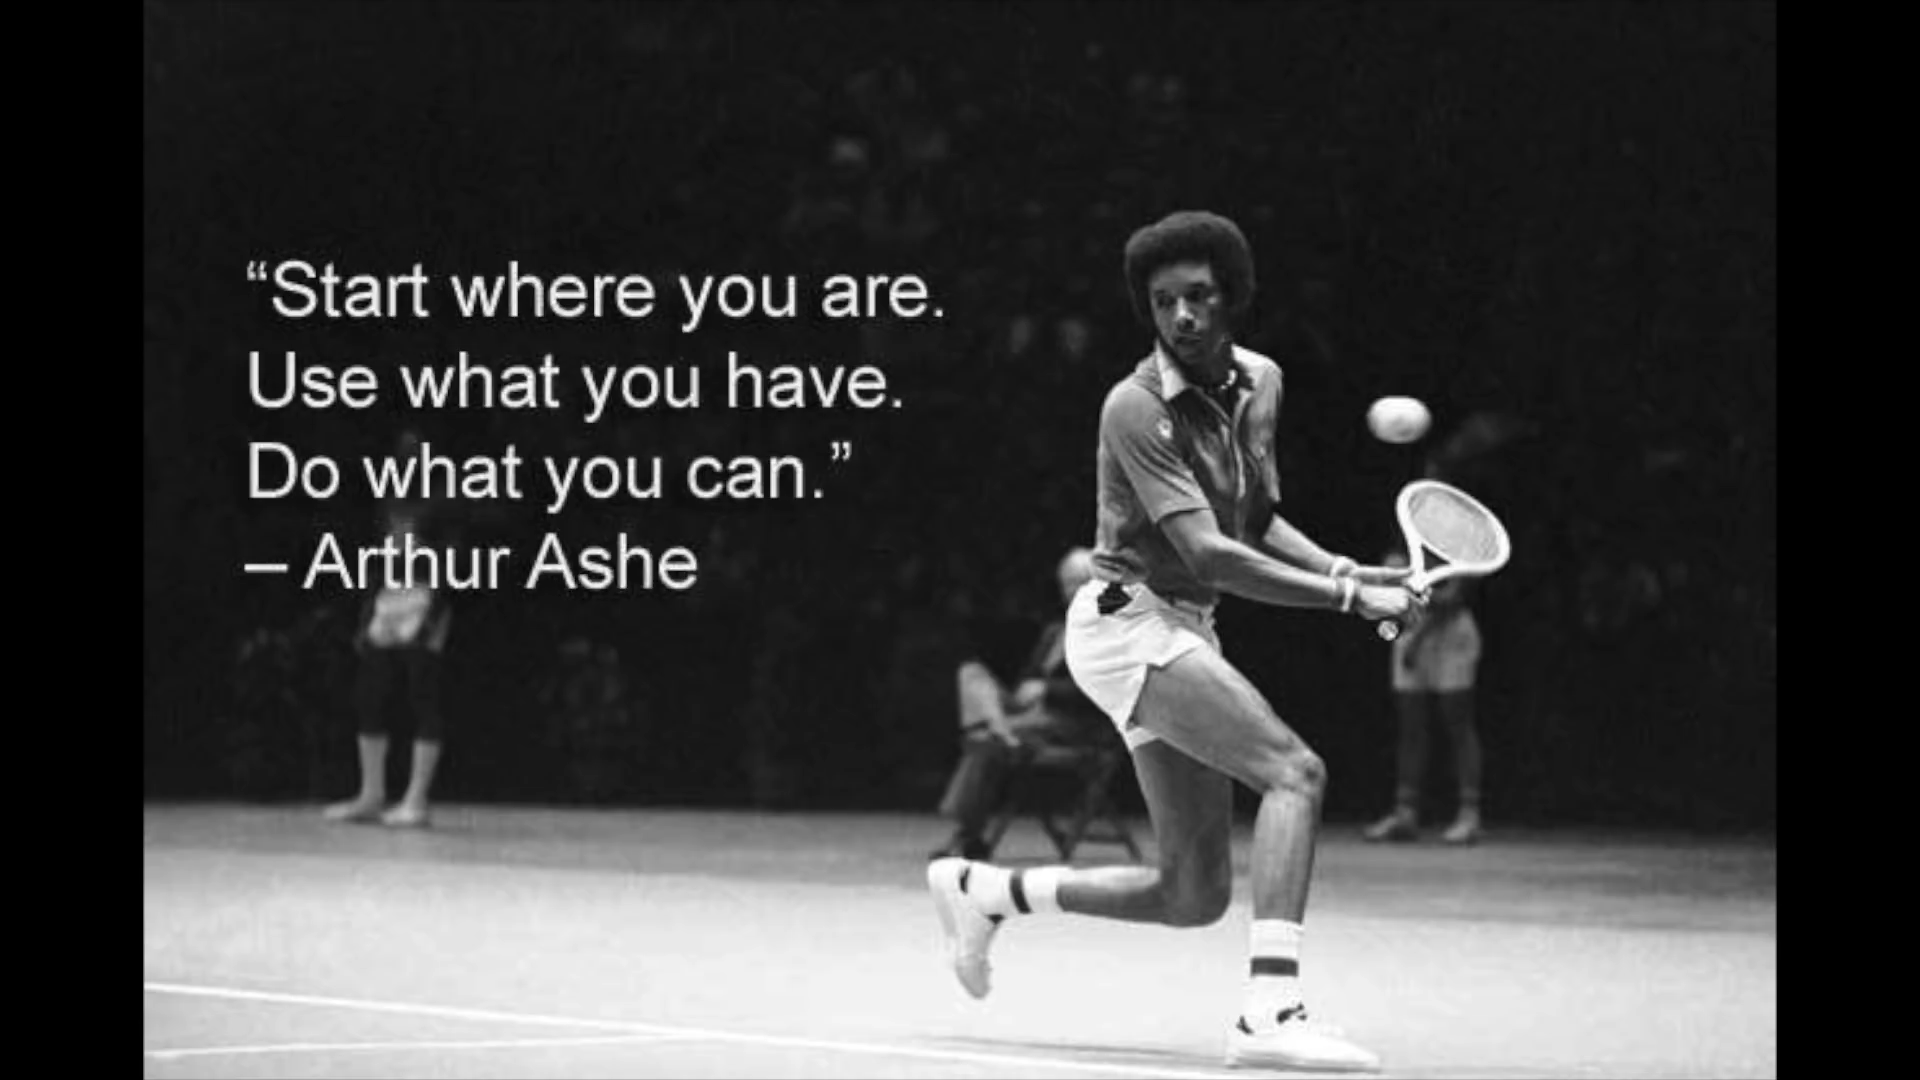 “Start where you are.
Use what you have.
Do what you can.”
– Arthur Ashe